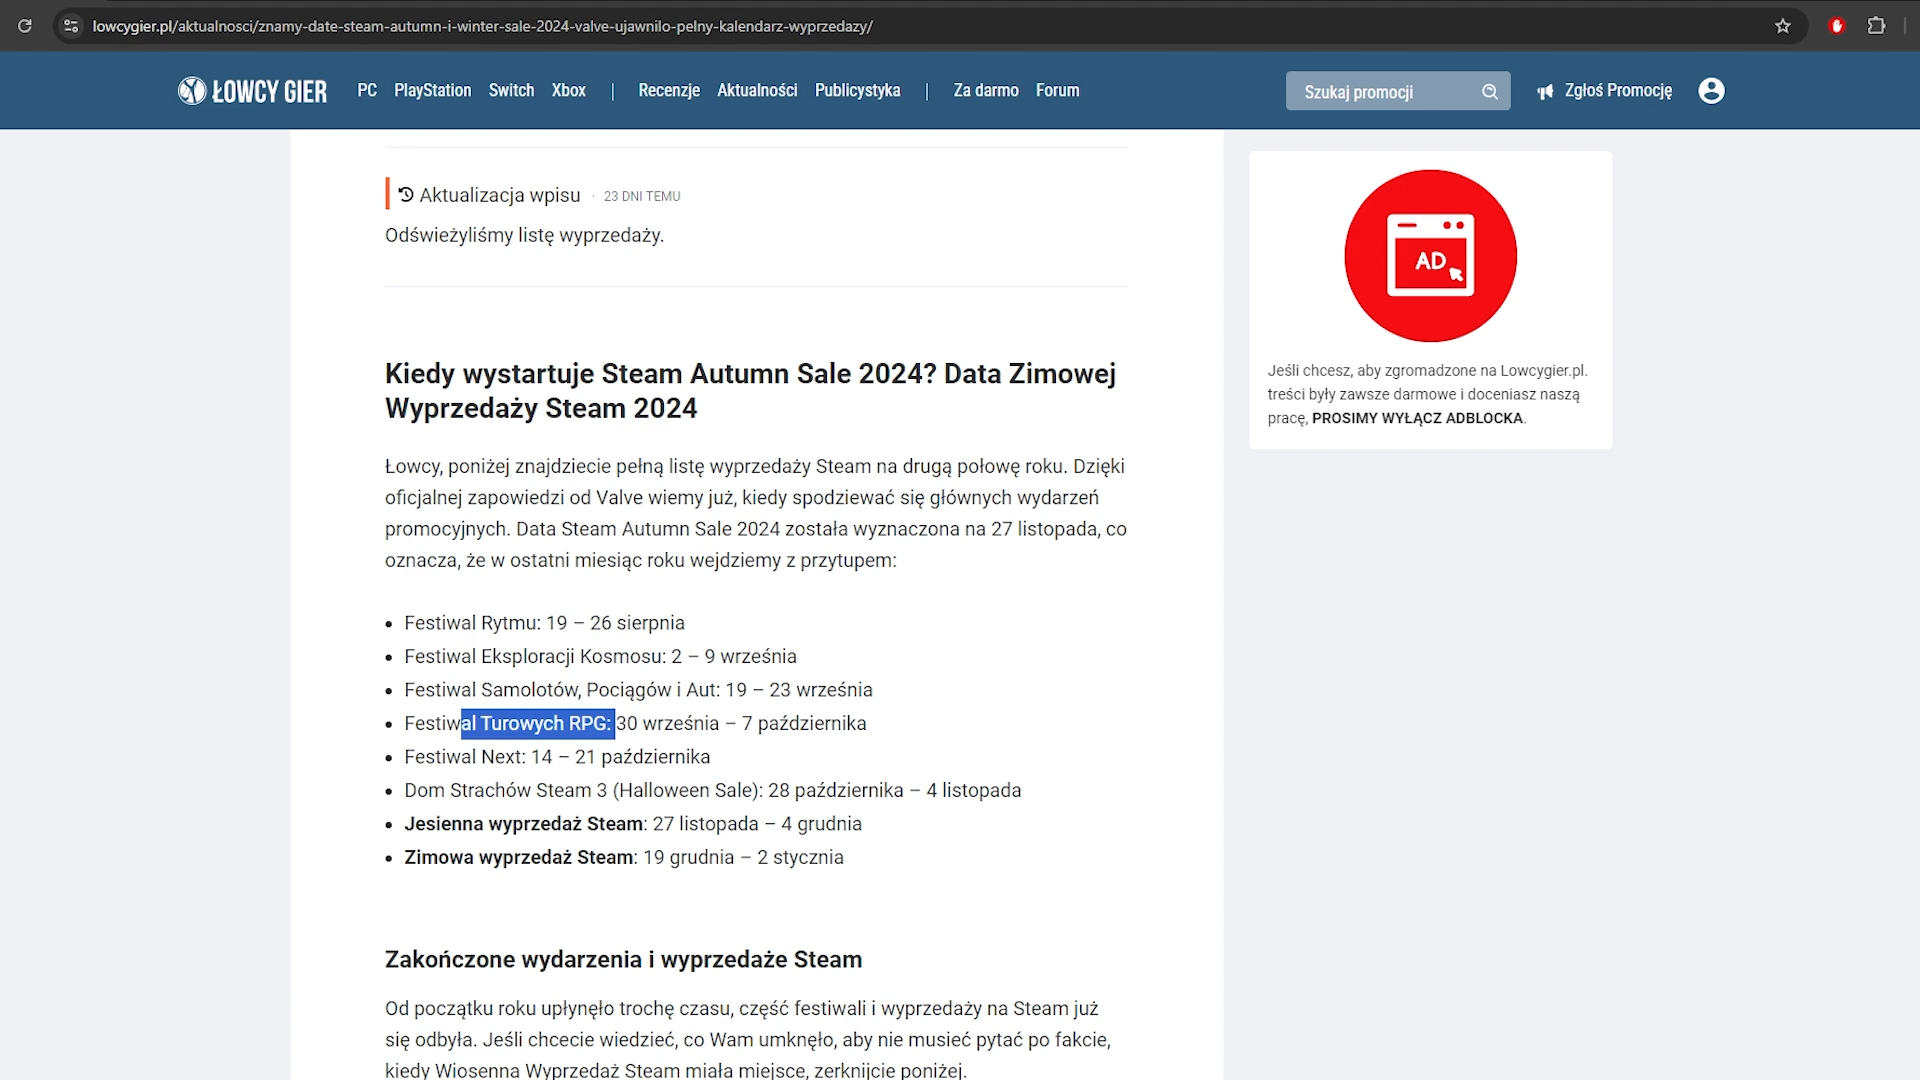 lowcygier.pl/aktualnosci/znamy-date-steam-autumn-i-winter-sale-2024-valve-ujawnilo-pelny-kalendarz-wyprzedazy/
ŁOWCY GIER
PC PlayStation Switch Xbox | Recenzje Aktualności Publicystyka | Za darmo Forum
Szukaj promocji
Zgłoś Promocję
Aktualizacja wpisu · 23 DNI TEMU
Odświeżyliśmy listę wyprzedaży.
AD
Jeśli chcesz, aby zgromadzone na Lowcygier.pl.
treści były zawsze darmowe i doceniasz naszą
pracę, PROSIMY WYŁĄCZ ADBLOCKA.
Kiedy wystartuje Steam Autumn Sale 2024? Data Zimowej
Wyprzedaży Steam 2024
Łowcy, poniżej znajdziecie pełną listę wyprzedaży Steam na drugą połowę roku. Dzięki
oficjalnej zapowiedzi od Valve wiemy już, kiedy spodziewać się głównych wydarzeń
promocyjnych. Data Steam Autumn Sale 2024 została wyznaczona na 27 listopada, co
oznacza, że w ostatni miesiąc roku wejdziemy z przytupem:
• Festiwal Rytmu: 19 – 26 sierpnia
• Festiwal Eksploracji Kosmosu: 2 – 9 września
• Festiwal Samolotów, Pociągów i Aut: 19 – 23 września
• Festiwal Turowych RPG: 30 września – 7 października
• Festiwal Next: 14 – 21 października
• Dom Strachów Steam 3 (Halloween Sale): 28 października – 4 listopada
• Jesienna wyprzedaż Steam: 27 listopada – 4 grudnia
• Zimowa wyprzedaż Steam: 19 grudnia – 2 stycznia
Zakończone wydarzenia i wyprzedaże Steam
Od początku roku upłynęło trochę czasu, część festiwali i wyprzedaży na Steam już
się odbyła. Jeśli chcecie wiedzieć, co Wam umknęło, aby nie musieć pytać po fakcie,
kiedy Wiosenna Wyprzedaż Steam miała miejsce, zerknijcie poniżej.